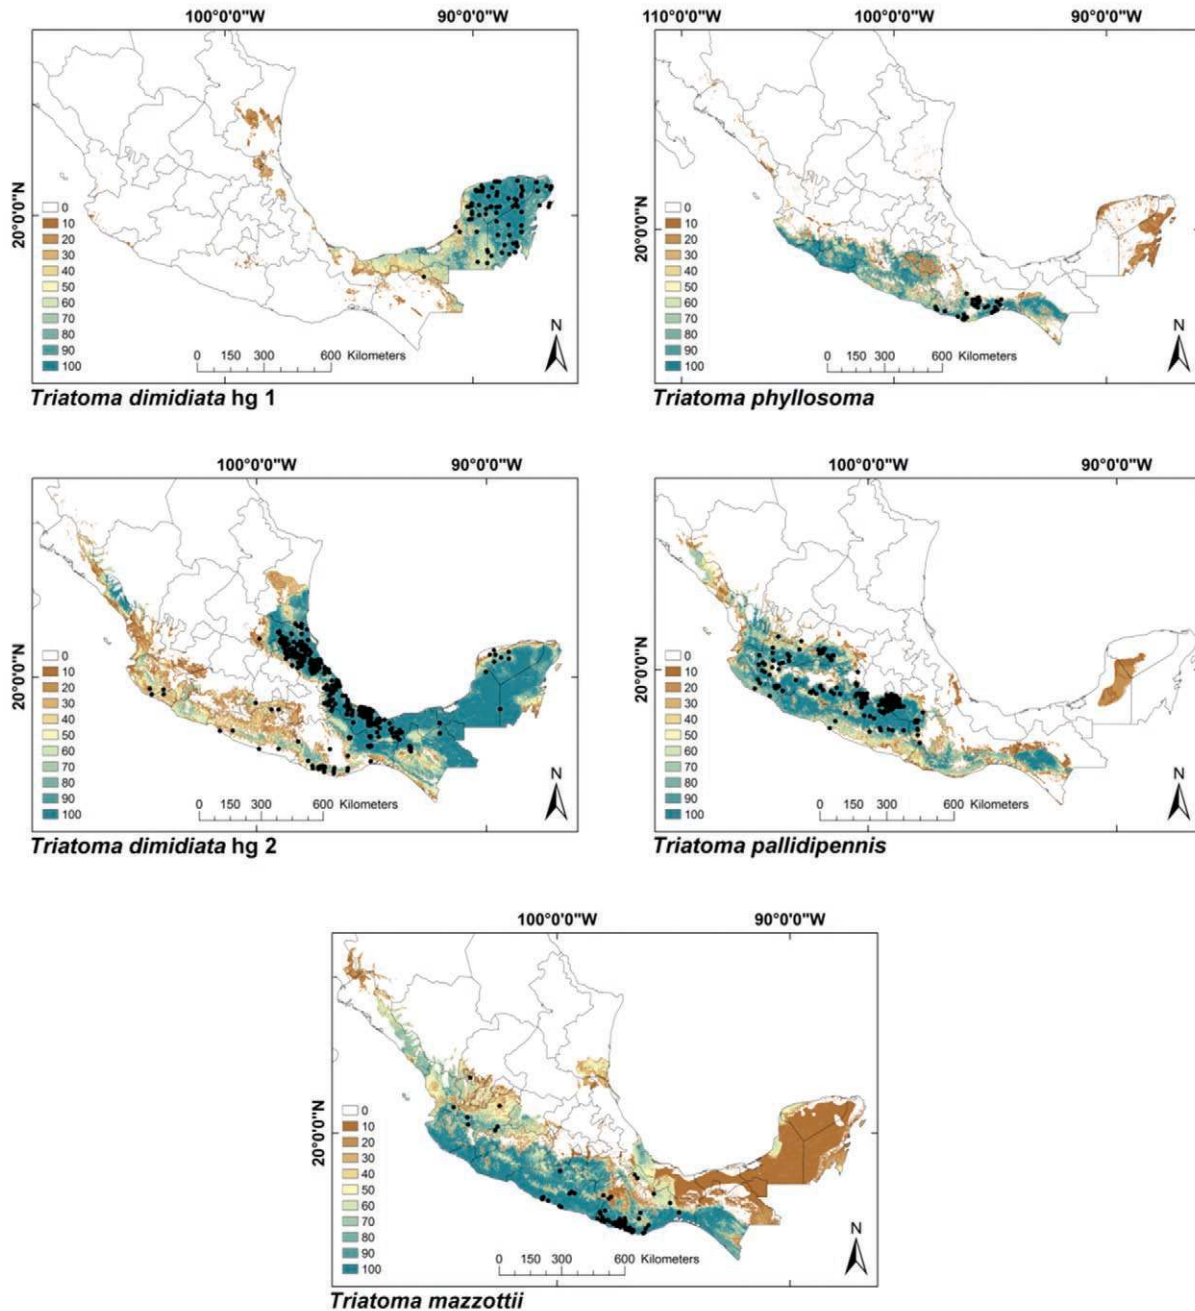 100°0'0"W 90°0'0"W
20°0'0"N
0
10
20
30
40
50
60
70
80
90
100
0 150 300 600 Kilometers
N
Triatoma dimidiata hg 1
110°0'0"W 100°0'0"W 90°0'0"W
20°0'0"N
0
10
20
30
40
50
60
70
80
90
100
0 150 300 600 Kilometers
N
Triatoma phyllosoma
100°0'0"W 90°0'0"W
20°0'0"N
0
10
20
30
40
50
60
70
80
90
100
0 150 300 600 Kilometers
N
Triatoma dimidiata hg 2
100°0'0"W 90°0'0"W
20°0'0"N
0
10
20
30
40
50
60
70
80
90
100
0 150 300 600 Kilometers
N
Triatoma pallidipennis
100°0'0"W 90°0'0"W
20°0'0"N
0
10
20
30
40
50
60
70
80
90
100
0 150 300 600 Kilometers
N
Triatoma mazzottii